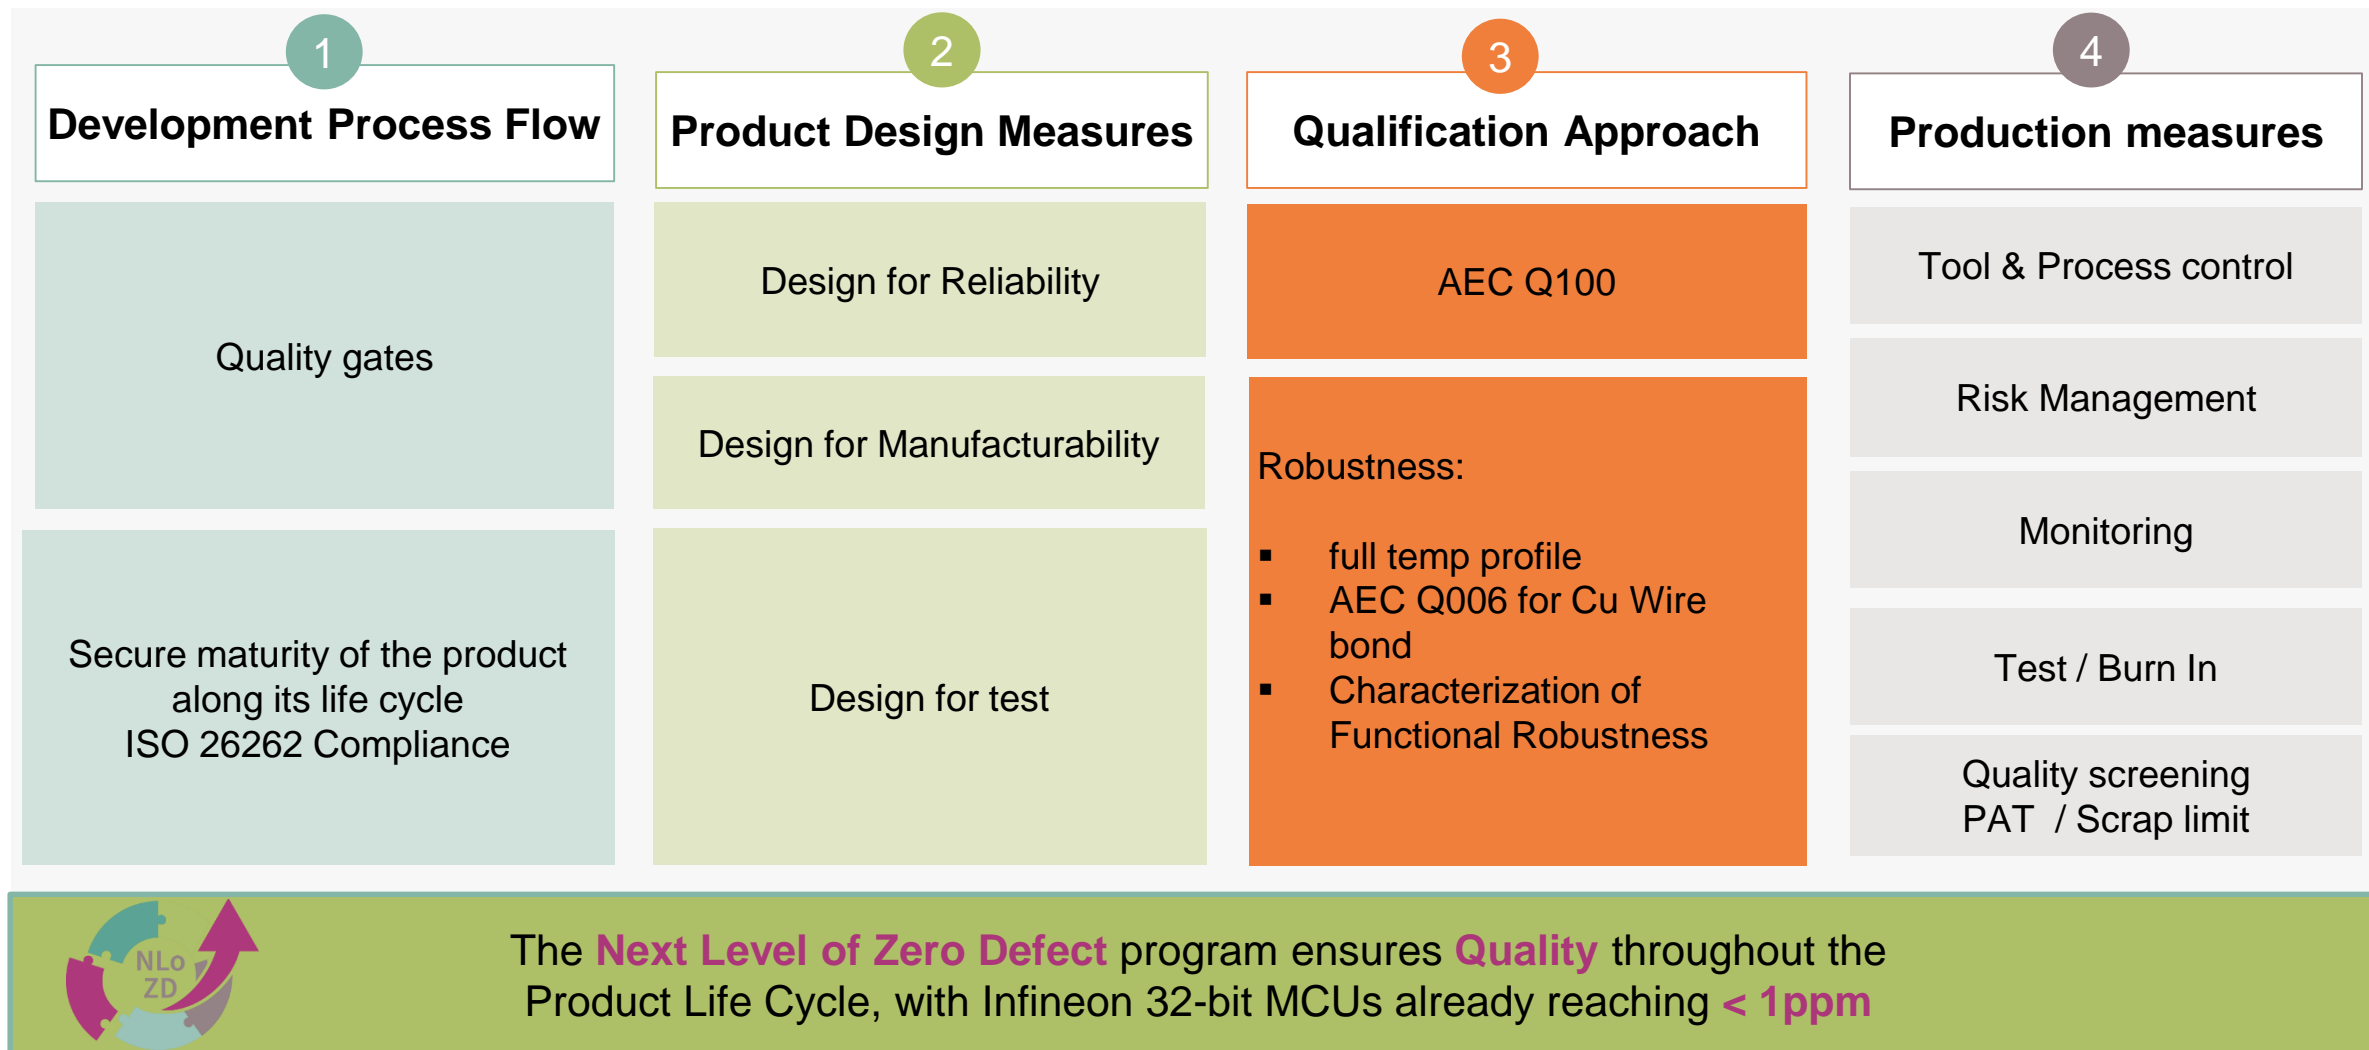 1
Development Process Flow
Quality gates
Secure maturity of the product
along its life cycle
ISO 26262 Compliance
2
Product Design Measures
Design for Reliability
Design for Manufacturability
Design for test
3
Qualification Approach
AEC Q100
Robustness:
▪ full temp profile
▪ AEC Q006 for Cu Wire
bond
▪ Characterization of
Functional Robustness
4
Production measures
Tool & Process control
Risk Management
Monitoring
Test / Burn In
Quality screening
PAT / Scrap limit
NLo
ZD
The Next Level of Zero Defect program ensures Quality throughout the
Product Life Cycle, with Infineon 32-bit MCUs already reaching < 1ppm